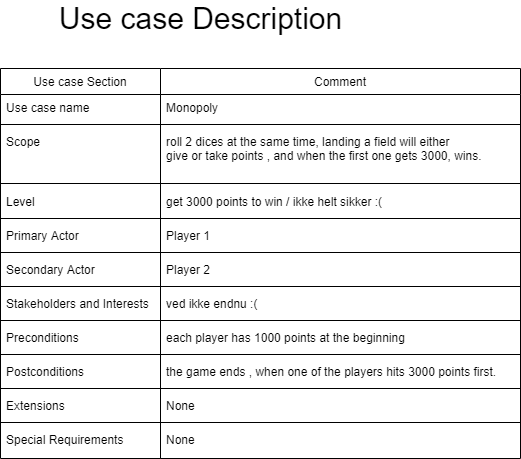 Use case Description
Use case Section Comment
Use case name Monopoly
Scope roll 2 dices at the same time, landing a field will either
give or take points , and when the first one gets 3000, wins.
Level get 3000 points to win / ikke helt sikker :(
Primary Actor Player 1
Secondary Actor Player 2
Stakeholders and Interests ved ikke endnu :(
Preconditions each player has 1000 points at the beginning
Postconditions the game ends , when one of the players hits 3000 points first.
Extensions None
Special Requirements None